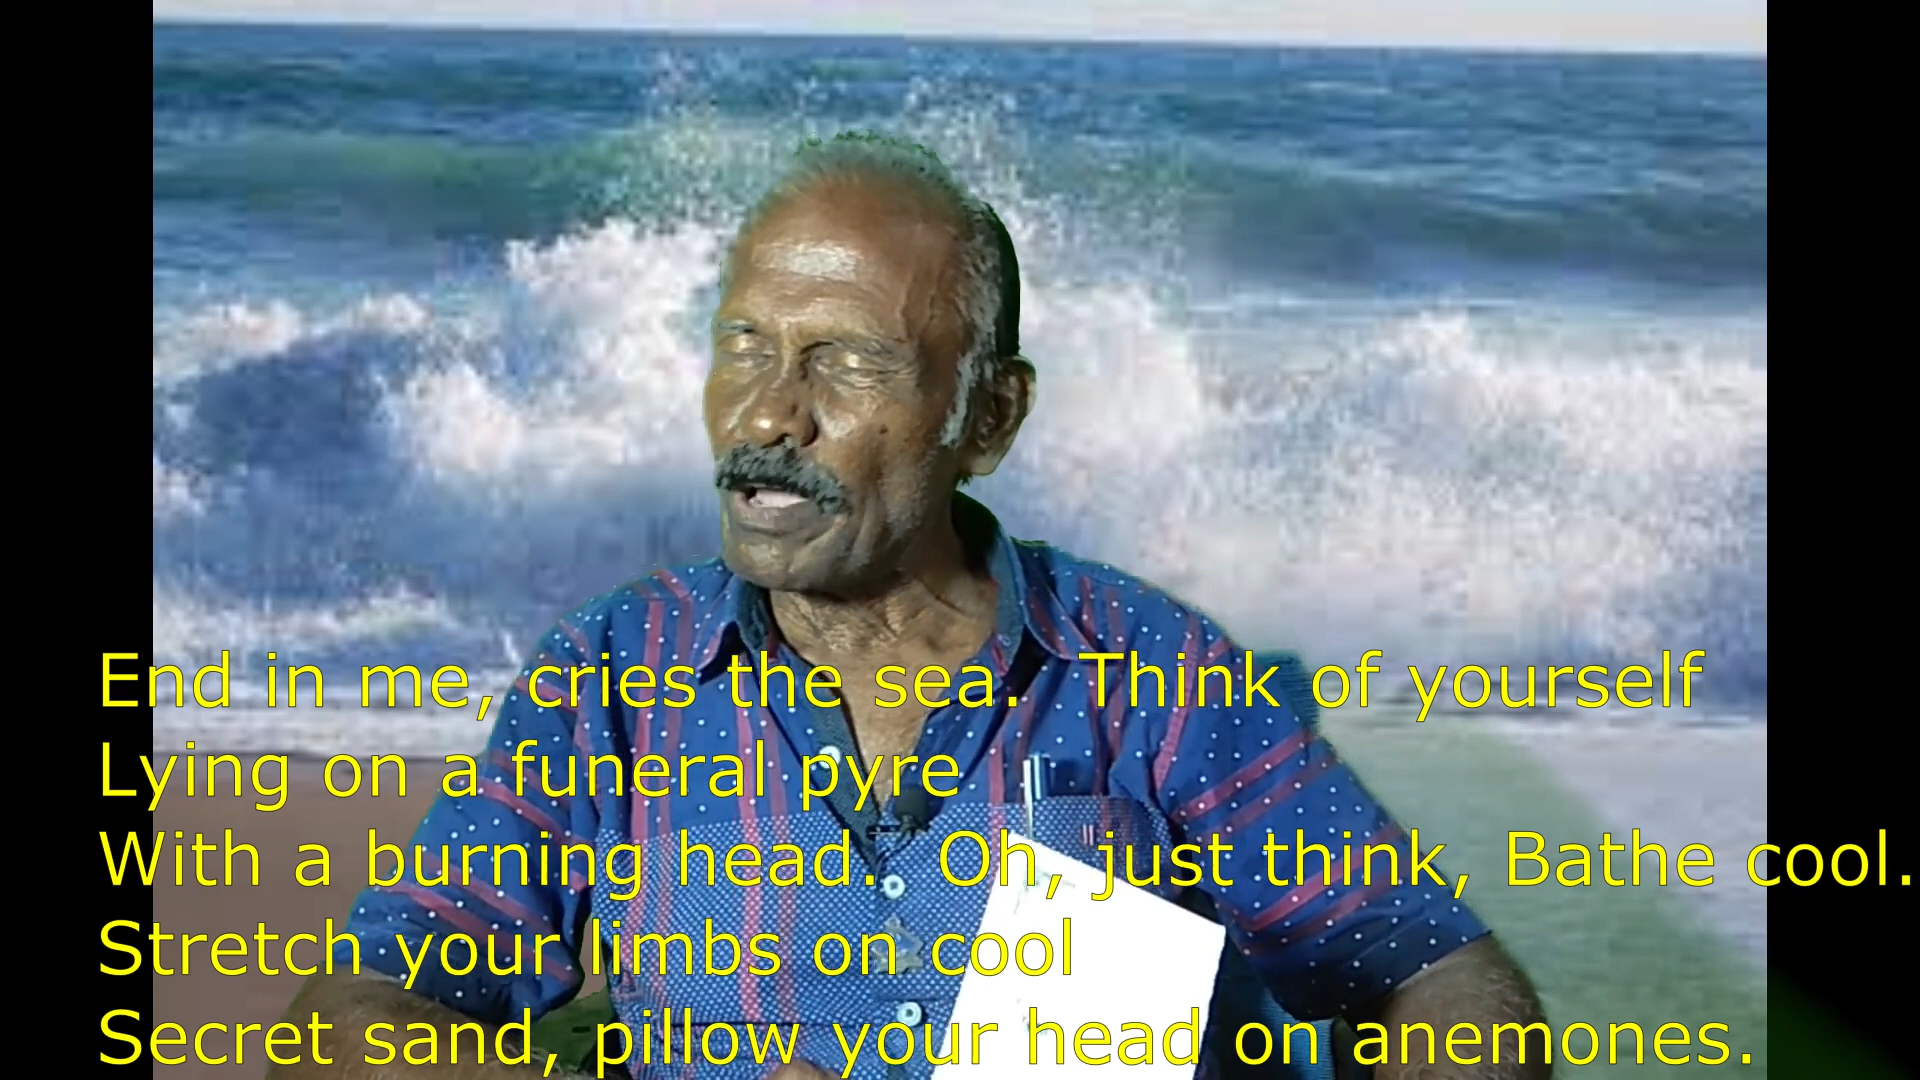 End in me, cries the sea. Think of yourself
Lying on a funeral pyre
With a burning head. Oh, just think, Bathe cool.
Stretch your limbs on cool
Secret sand, pillow your head on anemones.